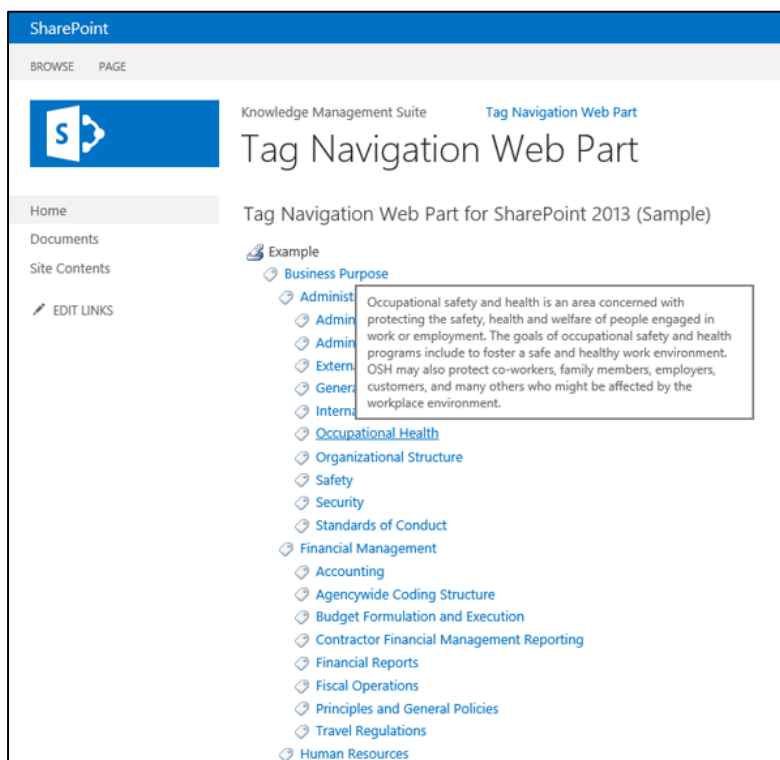 SharePoint
BROWSE PAGE
S
Knowledge Management Suite Tag Navigation Web Part
Tag Navigation Web Part
Home
Documents
Site Contents
EDIT LINKS
Tag Navigation Web Part for SharePoint 2013 (Sample)
Example
Business Purpose
Administ
Occupational safety and health is an area concerned with
protecting the safety, health and welfare of people engaged in
work or employment. The goals of occupational safety and health
programs include to foster a safe and healthy work environment.
OSH may also protect co-workers, family members, employers,
customers, and many others who might be affected by the
workplace environment.
Admin
Admin
Extern
Genera
Interna
Occupational Health
Organizational Structure
Safety
Security
Standards of Conduct
Financial Management
Accounting
Agencywide Coding Structure
Budget Formulation and Execution
Contractor Financial Management Reporting
Financial Reports
Fiscal Operations
Principles and General Policies
Travel Regulations
Human Resources